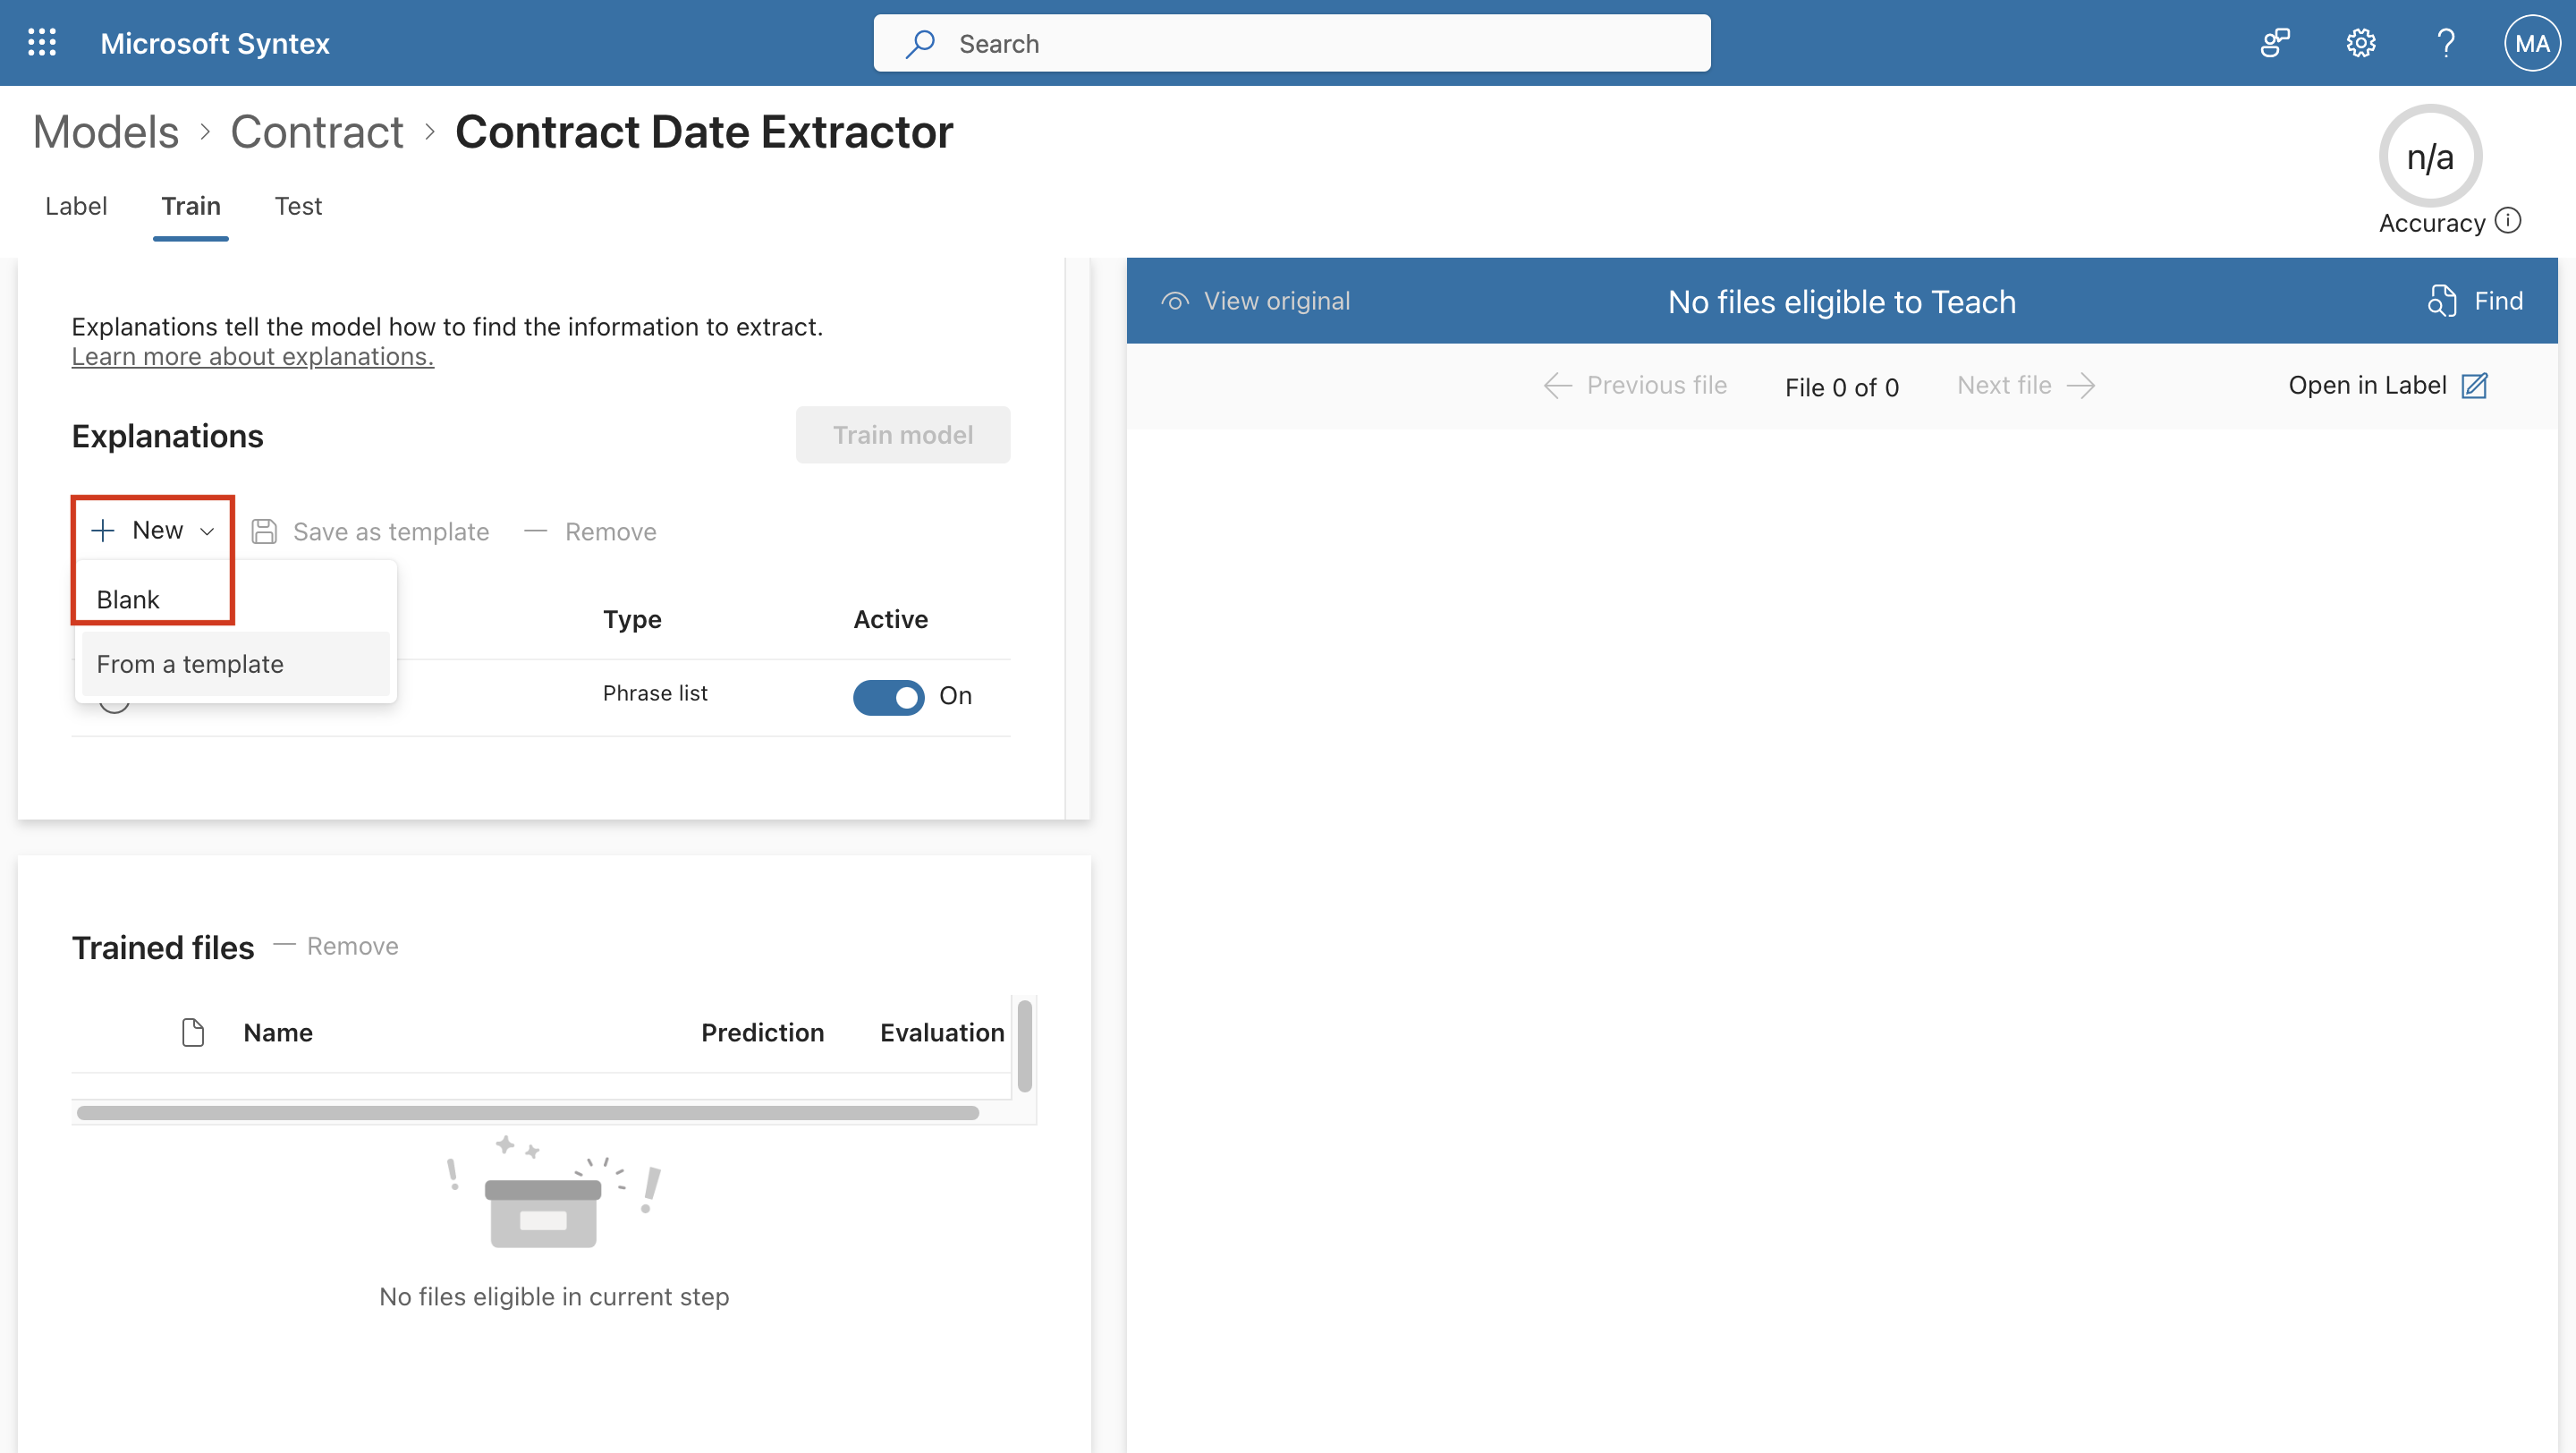 Microsoft Syntex
Search
?
MA
Models > Contract > Contract Date Extractor
n/a
Accuracy
Label
Train
Test
Explanations tell the model how to find the information to extract.
Learn more about explanations.
Explanations
Train model
+ New
Save as template
Remove
Blank
From a template
Type
Active
Phrase list
On
Trained files
Remove
Name
Prediction
Evaluation
No files eligible in current step
View original
No files eligible to Teach
Find
Previous file
File 0 of 0
Next file
Open in Label